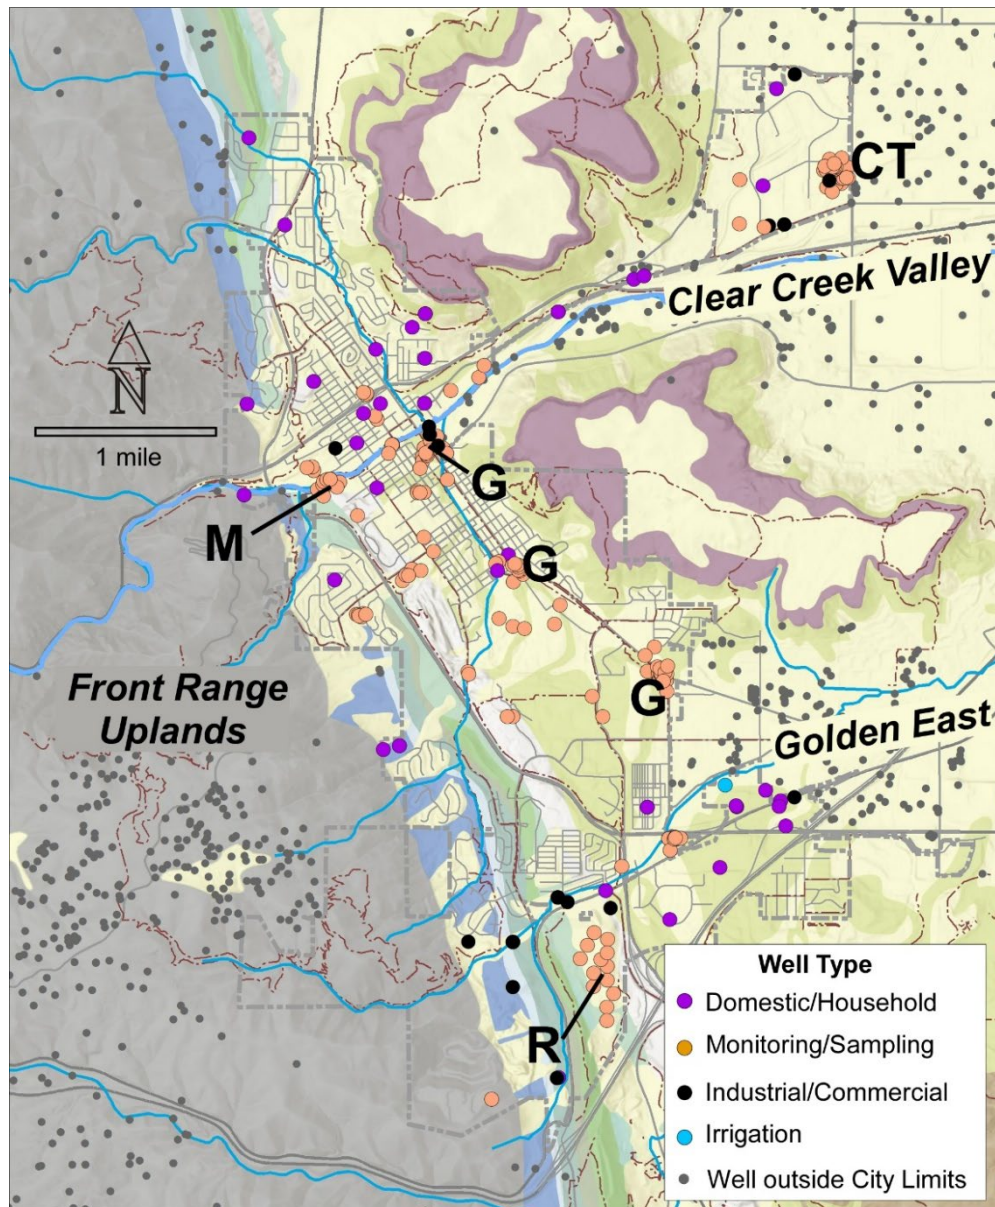 CT
Clear Creek Valley
N
1 mile
G
M
G
Front Range
Uplands
G
Golden East
R
Well Type
Domestic/Household
Monitoring/Sampling
Industrial/Commercial
Irrigation
Well outside City Limits